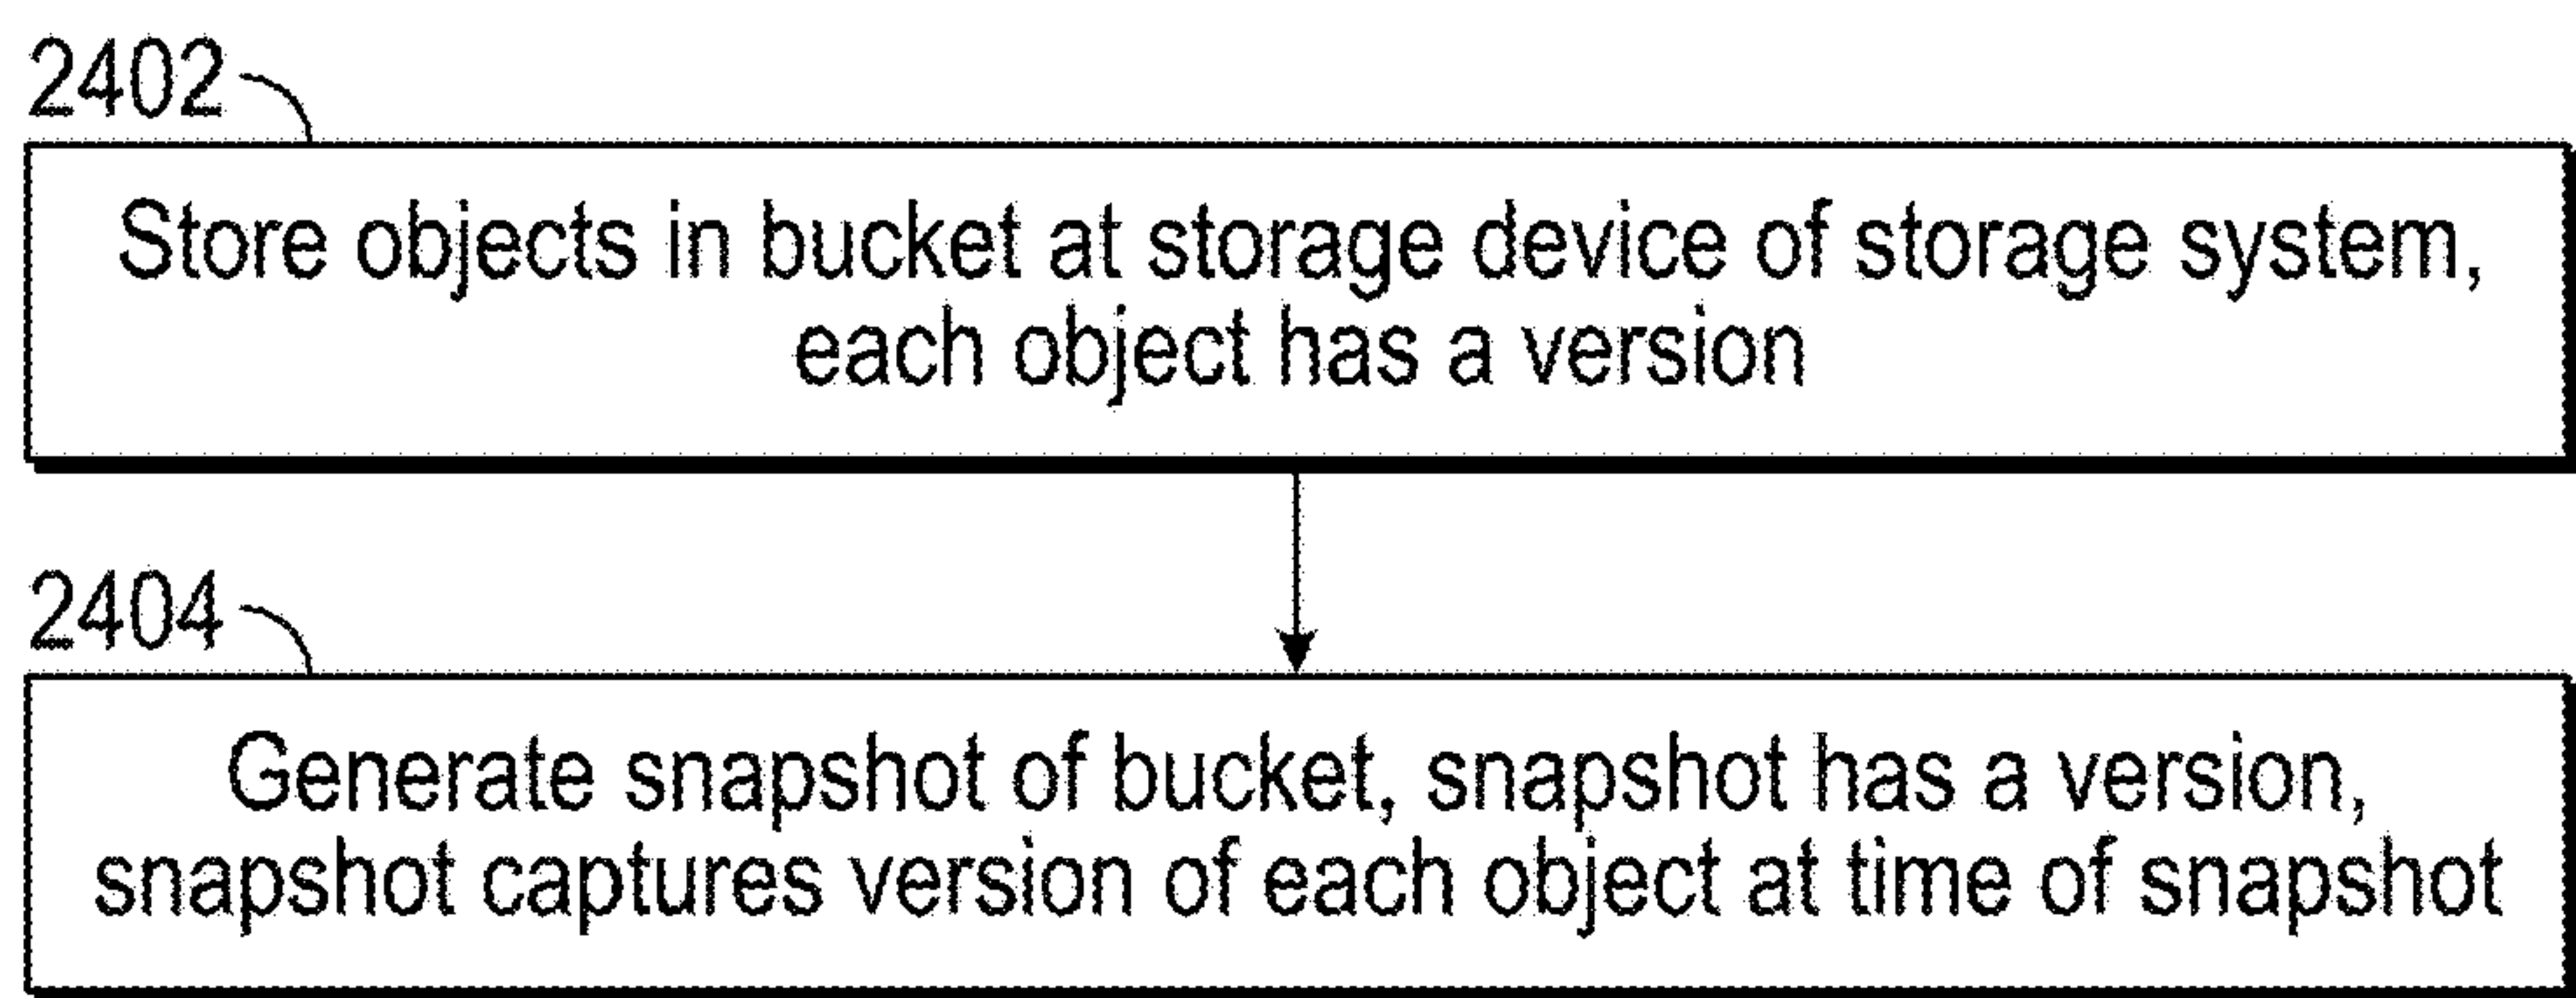 2402
Store objects in bucket at storage device of storage system,
each object has a version
2404
Generate snapshot of bucket, snapshot has a version,
snapshot captures version of each object at time of snapshot